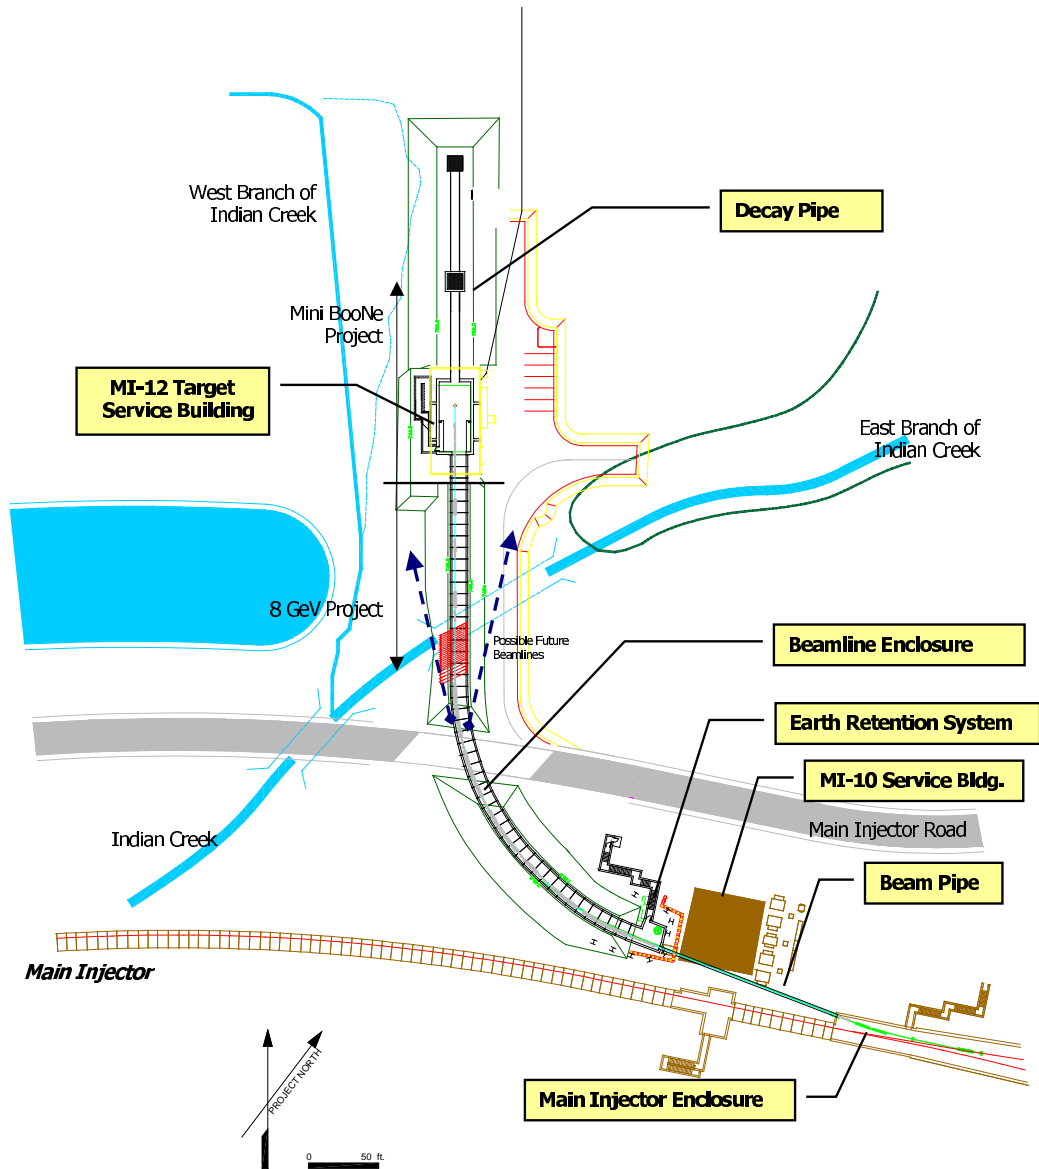 West Branch of
Indian Creek
Decay Pipe
Mini BooNe
Project
MI-12 Target
Service Building
East Branch of
Indian Creek
8 GeV Project
Possible Future
Beamlines
Beamline Enclosure
Earth Retention System
MI-10 Service Bldg.
Main Injector Road
Indian Creek
Beam Pipe
Main Injector
PROJECT NORTH
Main Injector Enclosure
0 50 ft.